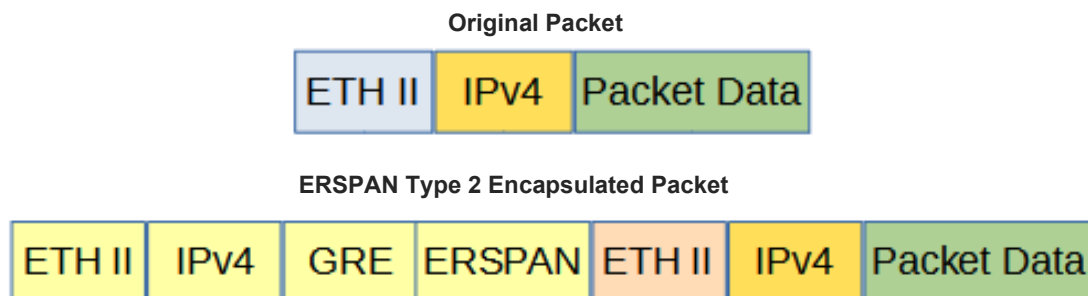 Original Packet
ETH II IPv4 Packet Data
ERSPAN Type 2 Encapsulated Packet
ETH II IPv4 GRE ERSPAN ETH II IPv4 Packet Data